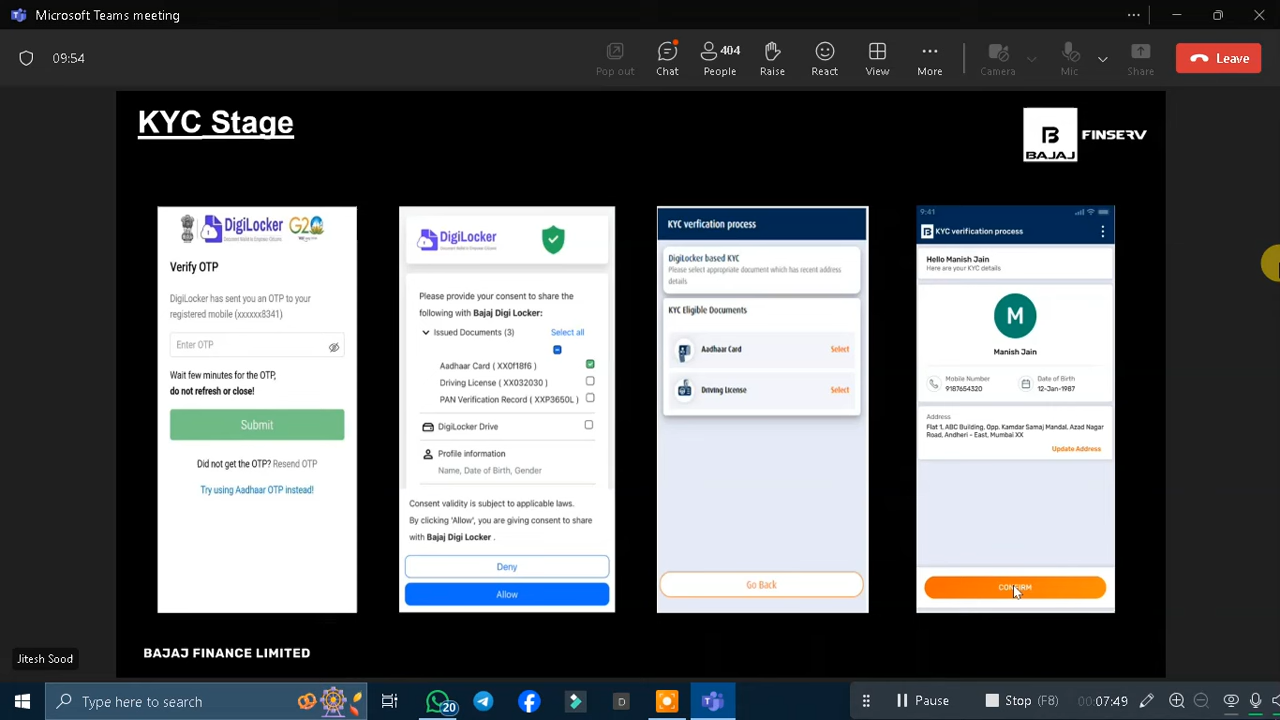 Microsoft Teams meeting
09:54
Pop out
Chat
404
People
Raise
React
View
More
Camera
Mic
Share
Leave
KYC Stage
BAJAJ
FINSERV
DigiLocker
G20
Verify OTP
DigiLocker has sent you an OTP to your
registered mobile (xxxxxx8341)
Enter OTP
Wait few minutes for the OTP,
do not refresh or close!
Submit
Did not get the OTP? Resend OTP
Try using Aadhaar OTP instead!
DigiLocker
Please provide your consent to share the
following with Bajaj Digi Locker:
Issued Documents (3) Select all
Aadhaar Card ( XX0f18f6 )
Driving License ( XX032030 )
PAN Verification Record ( XXP3650L )
DigiLocker Drive
Profile information
Name, Date of Birth, Gender
Consent validity is subject to applicable laws.
By clicking 'Allow', you are giving consent to share
with Bajaj Digi Locker .
Deny
Allow
KYC verfication process
DigiLocker based KYC
Please select appropriate document which has recent address
details
KYC Eligible Documents
Aadhaar Card Select
Driving License Select
Go Back
9:41
KYC verification process
Hello Manish Jain
Here are your KYC details
M
Manish Jain
Mobile Number
9187654320
Date of Birth
12-Jan-1987
Address
Flat 1, ABC Building, Opp. Kamdar Samaj Mandal, Azad Nagar
Road, Andheri - East, Mumbai XX
Update Address
CONFIRM
BAJAJ FINANCE LIMITED
Jitesh Sood
Type here to search
20
D
Pause
Stop (F8)
00:07:49